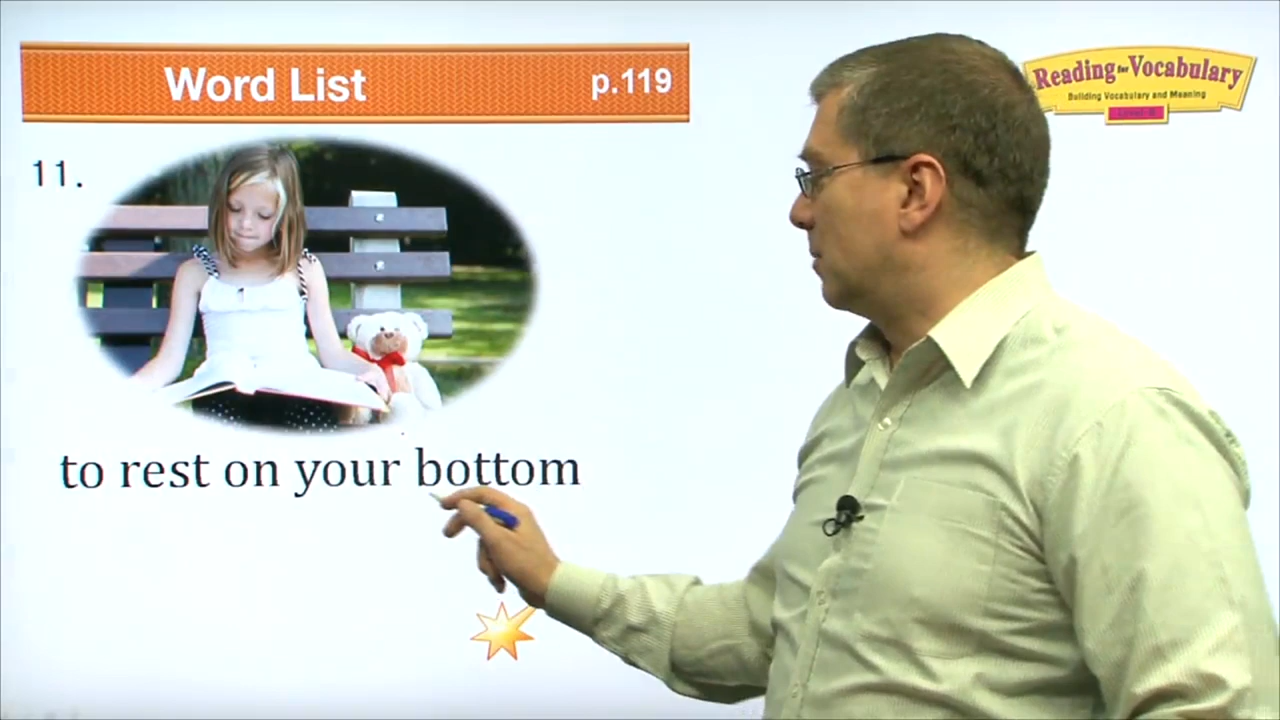 Word List p.119
Reading for Vocabulary
Building Vocabulary and Meaning
11.
to rest on your bottom